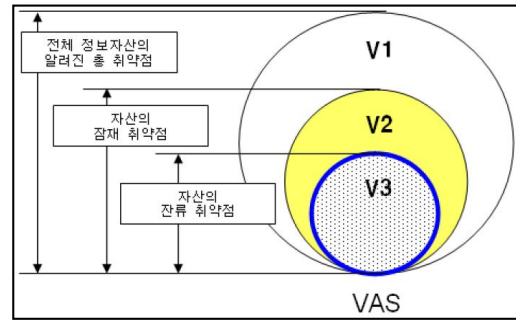 전체 정보자산의
알려진 총 취약점
V1
자산의
잠재 취약점
V2
자산의
잔류 취약점
V3
VAS